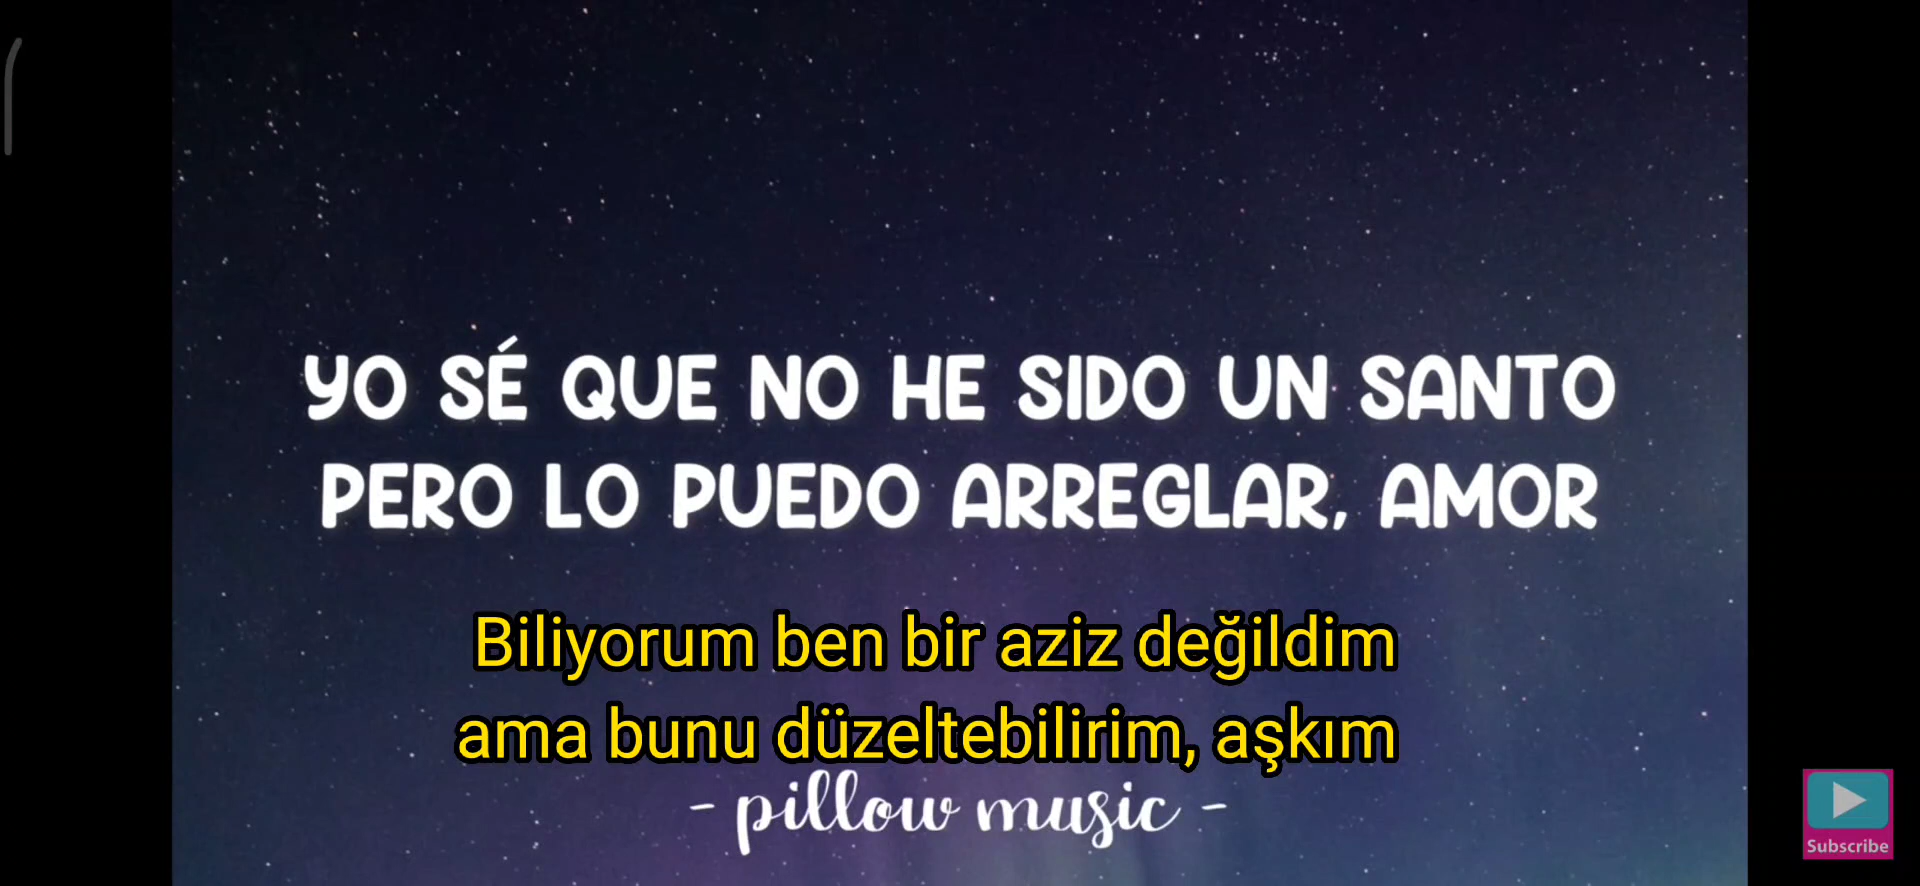 YO SÉ QUE NO HE SIDO UN SANTO
PERO LO PUEDO ARREGLAR, AMOR
Biliyorum ben bir aziz değildim
ama bunu düzeltebilirim, aşkım
- pillow music -
Subscribe